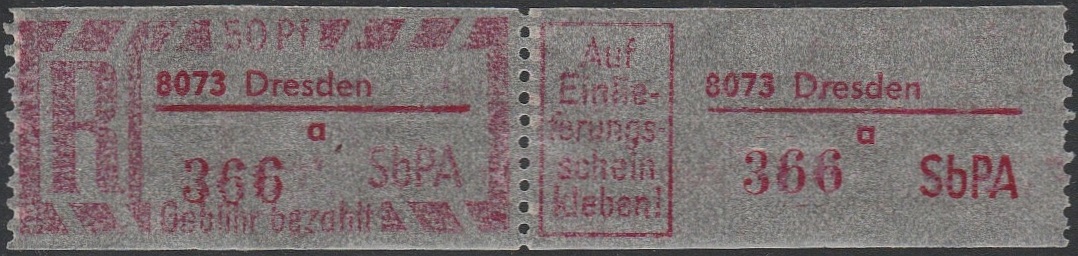 50 Pf
R
8073 Dresden
a
366 SbPA
Gebühr bezahlt
Auf
Einlie-
ferungs-
schein
kleben!
8073 Dresden
a
366 SbPA